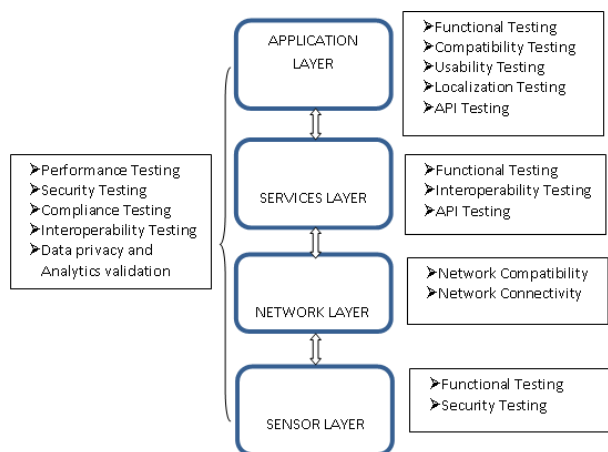 APPLICATION
LAYER
➤Functional Testing
➤Compatibility Testing
➤Usability Testing
➤Localization Testing
➤API Testing
➤Performance Testing
➤Security Testing
➤Compliance Testing
➤Interoperability Testing
➤Data privacy and
Analytics validation
SERVICES LAYER
➤Functional Testing
➤Interoperability Testing
➤API Testing
NETWORK LAYER
➤Network Compatibility
➤Network Connectivity
SENSOR LAYER
➤Functional Testing
➤Security Testing